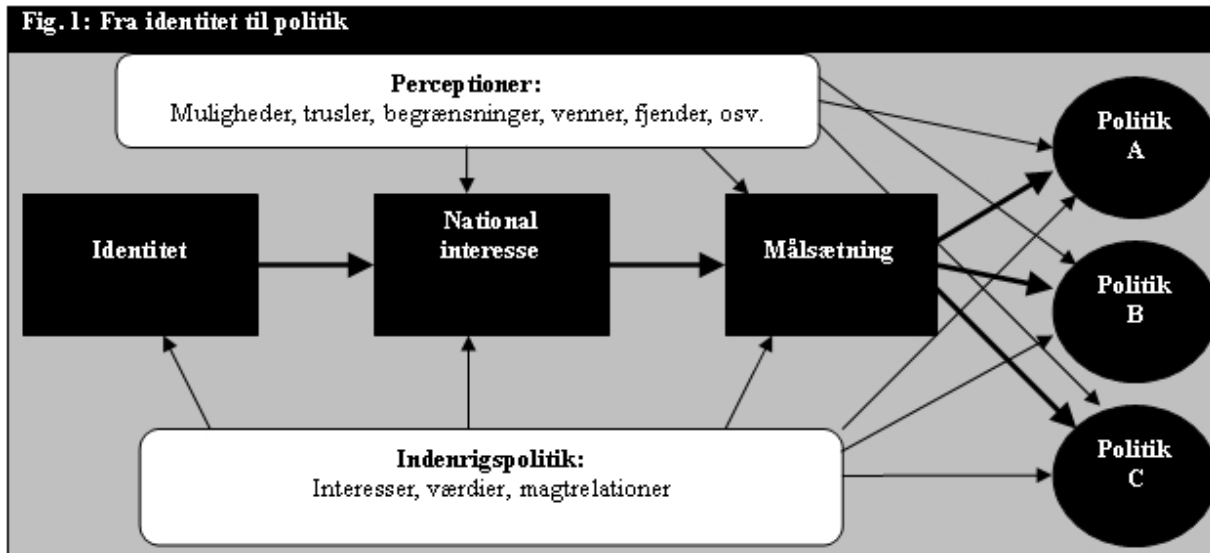 Fig. 1: Fra identitet til politik
Perceptioner:
Muligheder, trusler, begrænsninger, venner, fjender, osv.
Identitet
National
interesse
Målsætning
Politik
A
Politik
B
Politik
C
Indenrigspolitik:
Interesser, værdier, magtrelationer